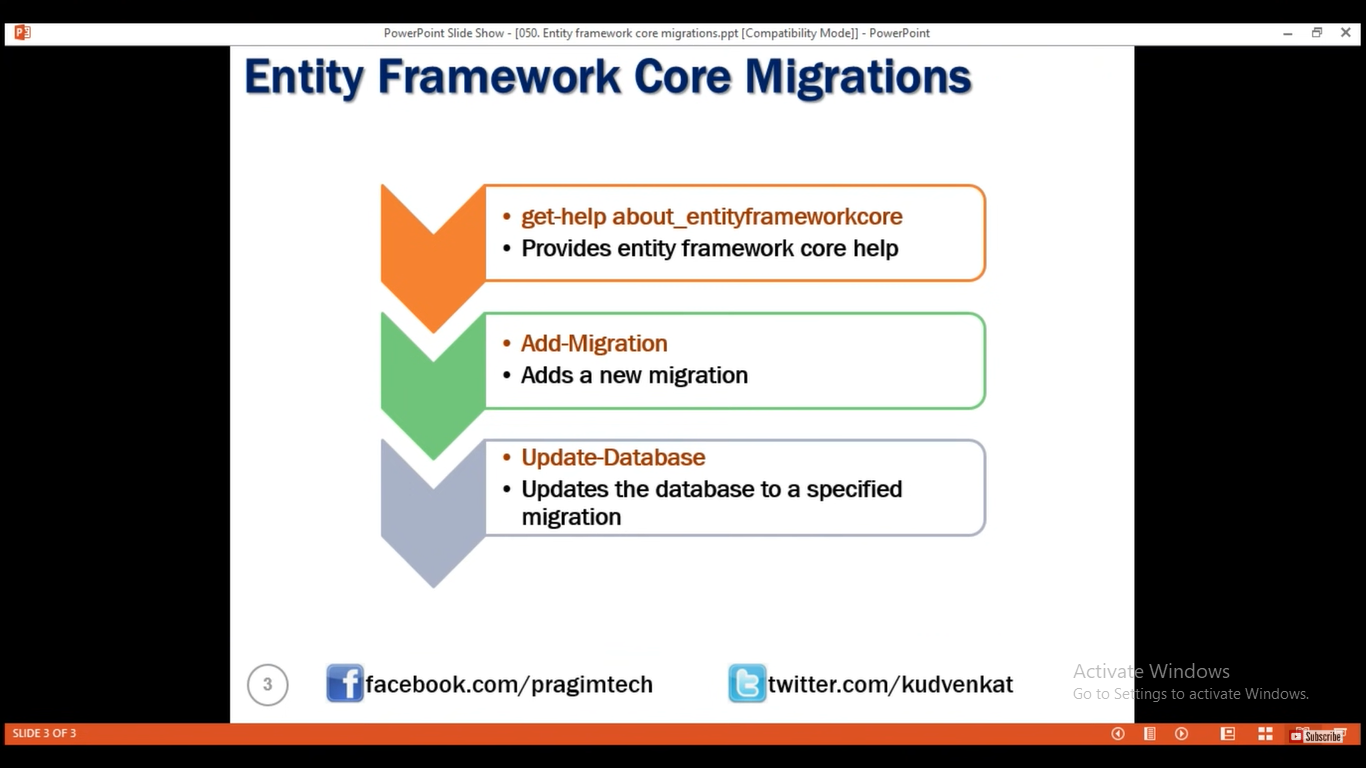 PowerPoint Slide Show - [050. Entity framework core migrations.ppt [Compatibility Mode]] - PowerPoint
Entity Framework Core Migrations
• get-help about_entityframeworkcore
• Provides entity framework core help
• Add-Migration
• Adds a new migration
• Update-Database
• Updates the database to a specified
migration
3
facebook.com/pragimtech
twitter.com/kudvenkat
Activate Windows
Go to Settings to activate Windows.
SLIDE 3 OF 3
Subscribe